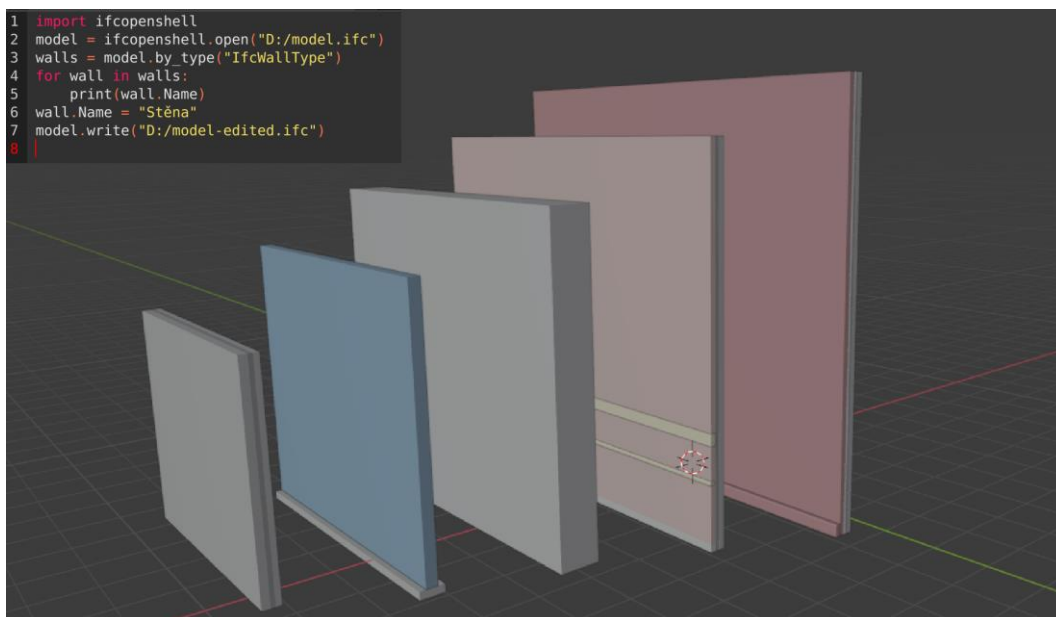 1 import ifcopenshell
2 model = ifcopenshell.open("D:/model.ifc")
3 walls = model.by_type("IfcWallType")
4 for wall in walls:
5     print(wall.Name)
6 wall.Name = "Stěna"
7 model.write("D:/model-edited.ifc")
8